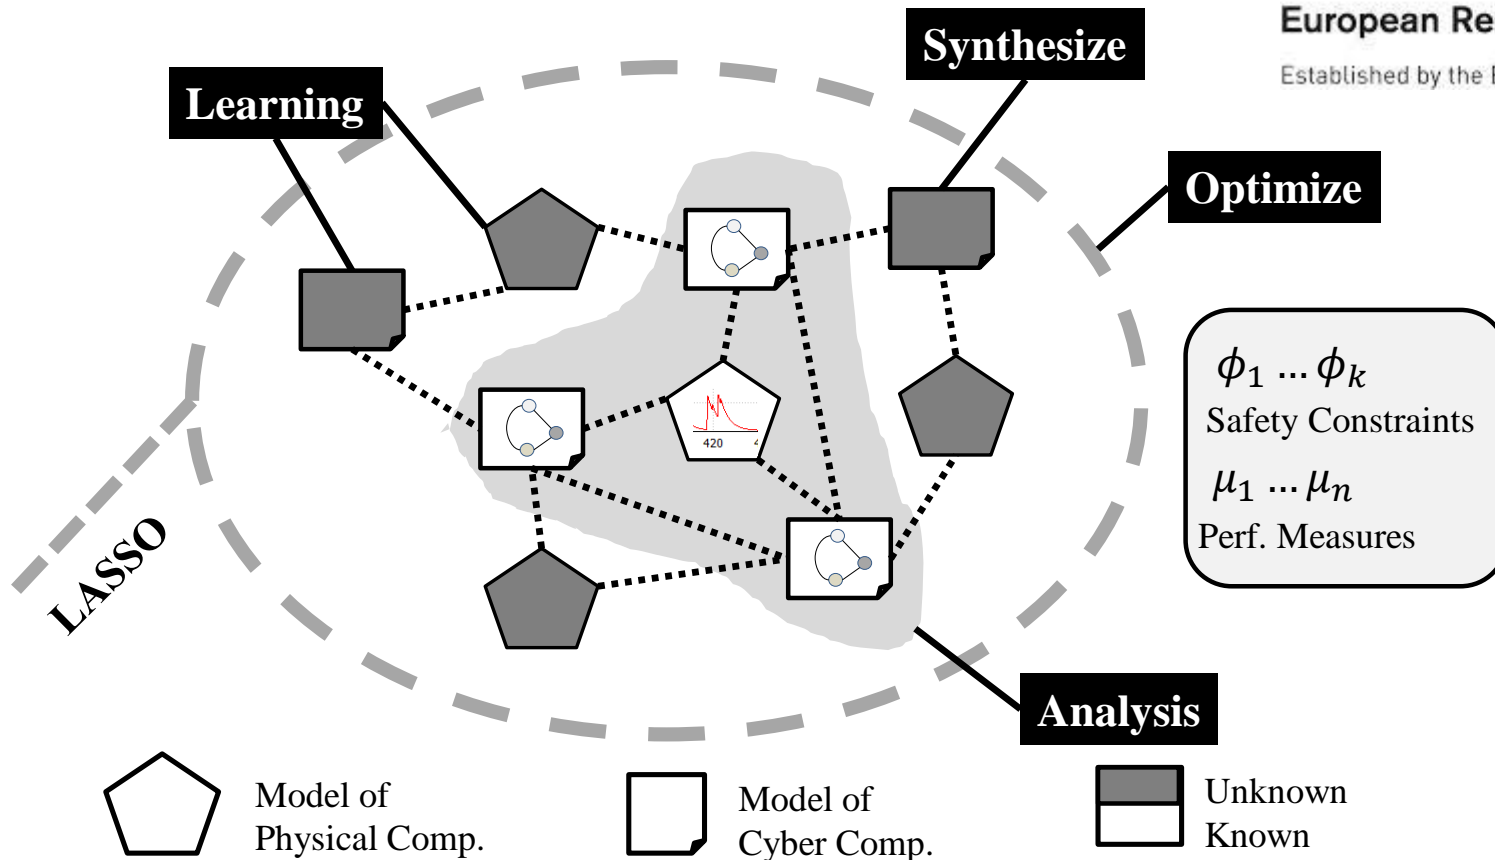 European Re
Established by the E
Synthesize
Learning
Optimize
ϕ₁ … ϕₖ
Safety Constraints
μ₁ … μₙ
Perf. Measures
420
LASSO
Analysis
Model of
Physical Comp.
Model of
Cyber Comp.
Unknown
Known